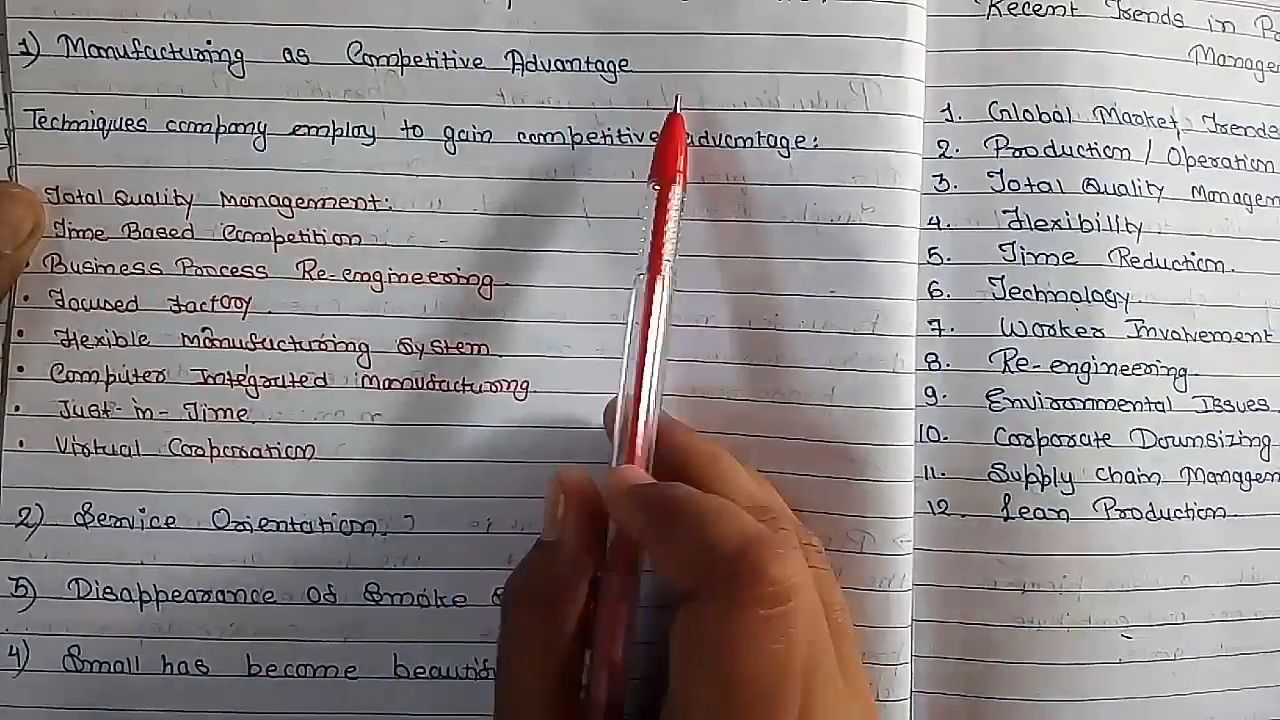 1) Manufacturing as Competitive Advantage
Techniques company employ to gain competitive advantage:
Total Quality Management:
Time Based Competition
Business Process Re-engineering
• Focused Factory
• Flexible Manufacturing System
• Computer Integrated Manufacturing
• Just-in-Time
• Virtual Corporation
2) Service Orientation
3) Disappearance of Smoke
4) Small has become
Recent Trends in
1. Global Market Trends
2. Production / Operation
3. Total Quality
4. Flexibility
5. Time Reduction.
6. Technology
7. Worker Involvement
8. Re-engineering
9. Environmental Issues
10. Corporate Downsizing
11. Supply Chain
12. Lean Production